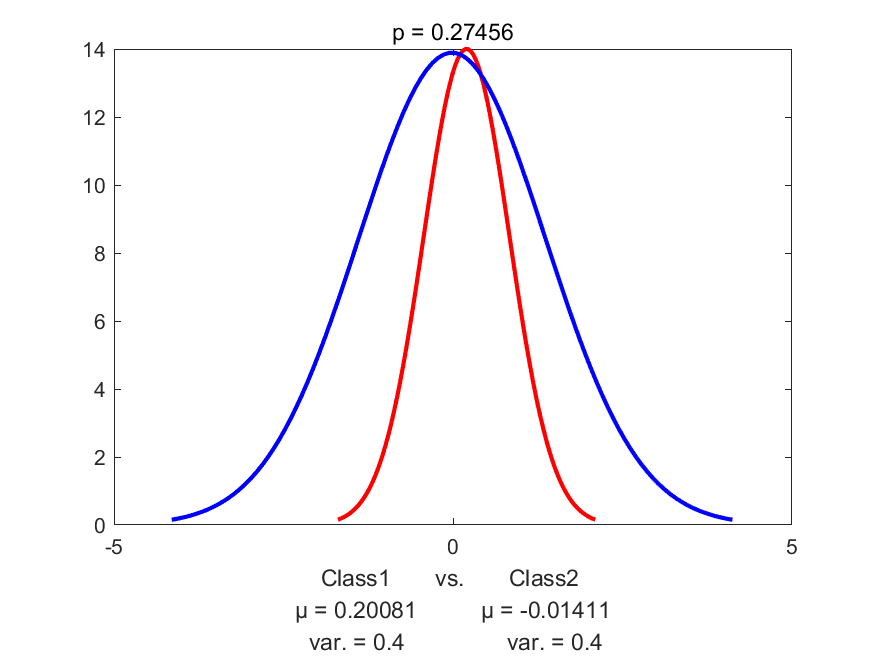 p = 0.27456
14
12
10
8
6
4
2
0
-5 0 5
Class1 vs. Class2
μ = 0.20081 μ = -0.01411
var. = 0.4 var. = 0.4